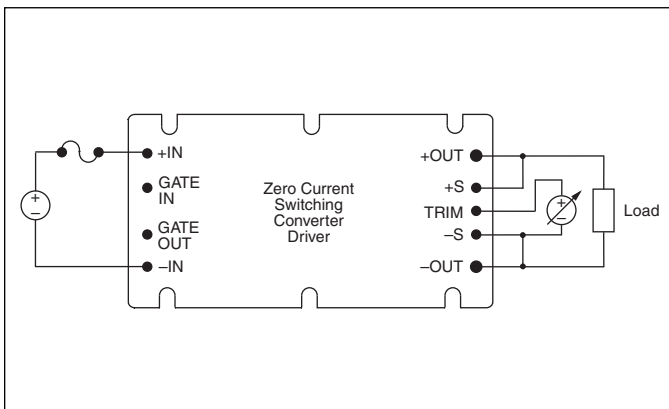 +IN
GATE
IN
GATE
OUT
–IN
Zero Current
Switching
Converter
Driver
+OUT
+S
TRIM
–S
–OUT
+
–
+
–
Load